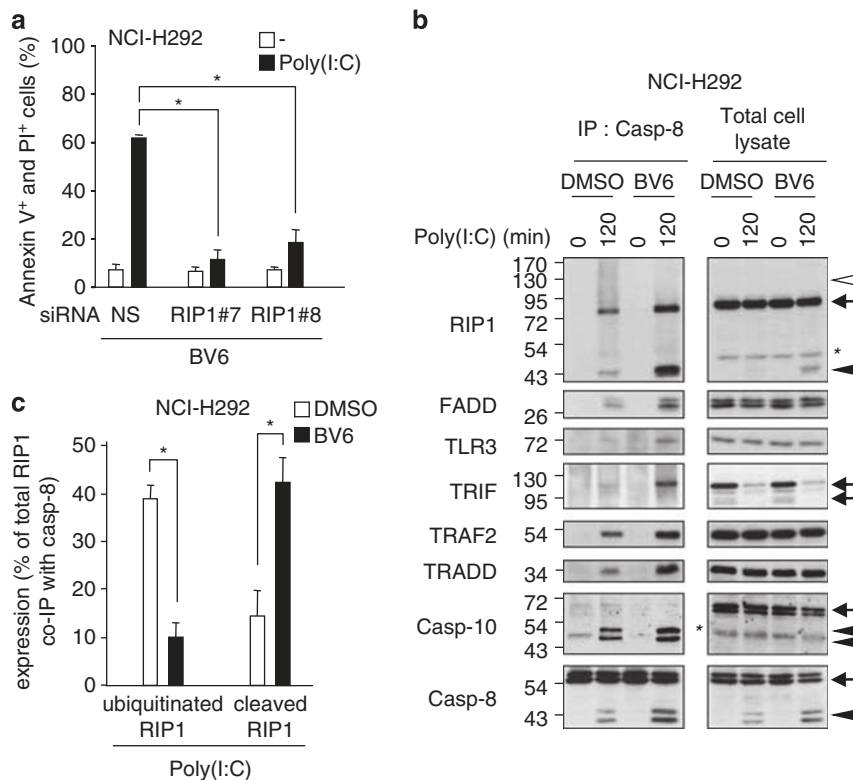 a
NCI-H292
-
Poly(I:C)
Annexin V+ and PI+ cells (%)
100
80
60
40
20
0
*
*
siRNA NS RIP1#7 RIP1#8
BV6
b
NCI-H292
IP : Casp-8
Total cell
lysate
DMSO BV6 DMSO BV6
Poly(I:C) (min) 0 120 0 120 0 120 0 120
RIP1
170
130
95
72
54
43
*
FADD
26
TLR3
72
TRIF
130
95
TRAF2
54
TRADD
34
Casp-10
72
54
43
*
Casp-8
54
43
c
NCI-H292
DMSO
BV6
expression (% of total RIP1
co-IP with casp-8)
50
40
30
20
10
0
*
*
ubiquitinated cleaved
RIP1 RIP1
Poly(I:C)